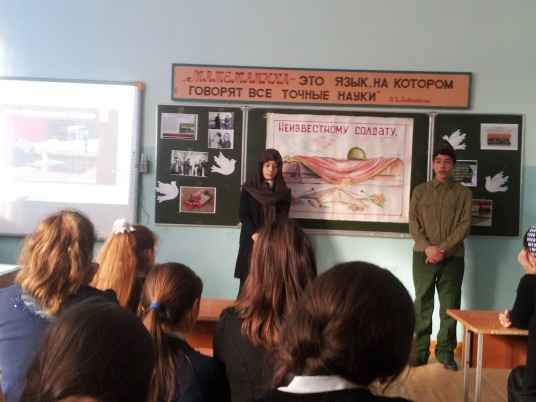 „МАТЕМАТИКА – ЭТО ЯЗЫК, НА КОТОРОМ
ГОВОРЯТ ВСЕ ТОЧНЫЕ НАУКИ"
НЕИЗВЕСТНОМУ СОЛДАТУ.